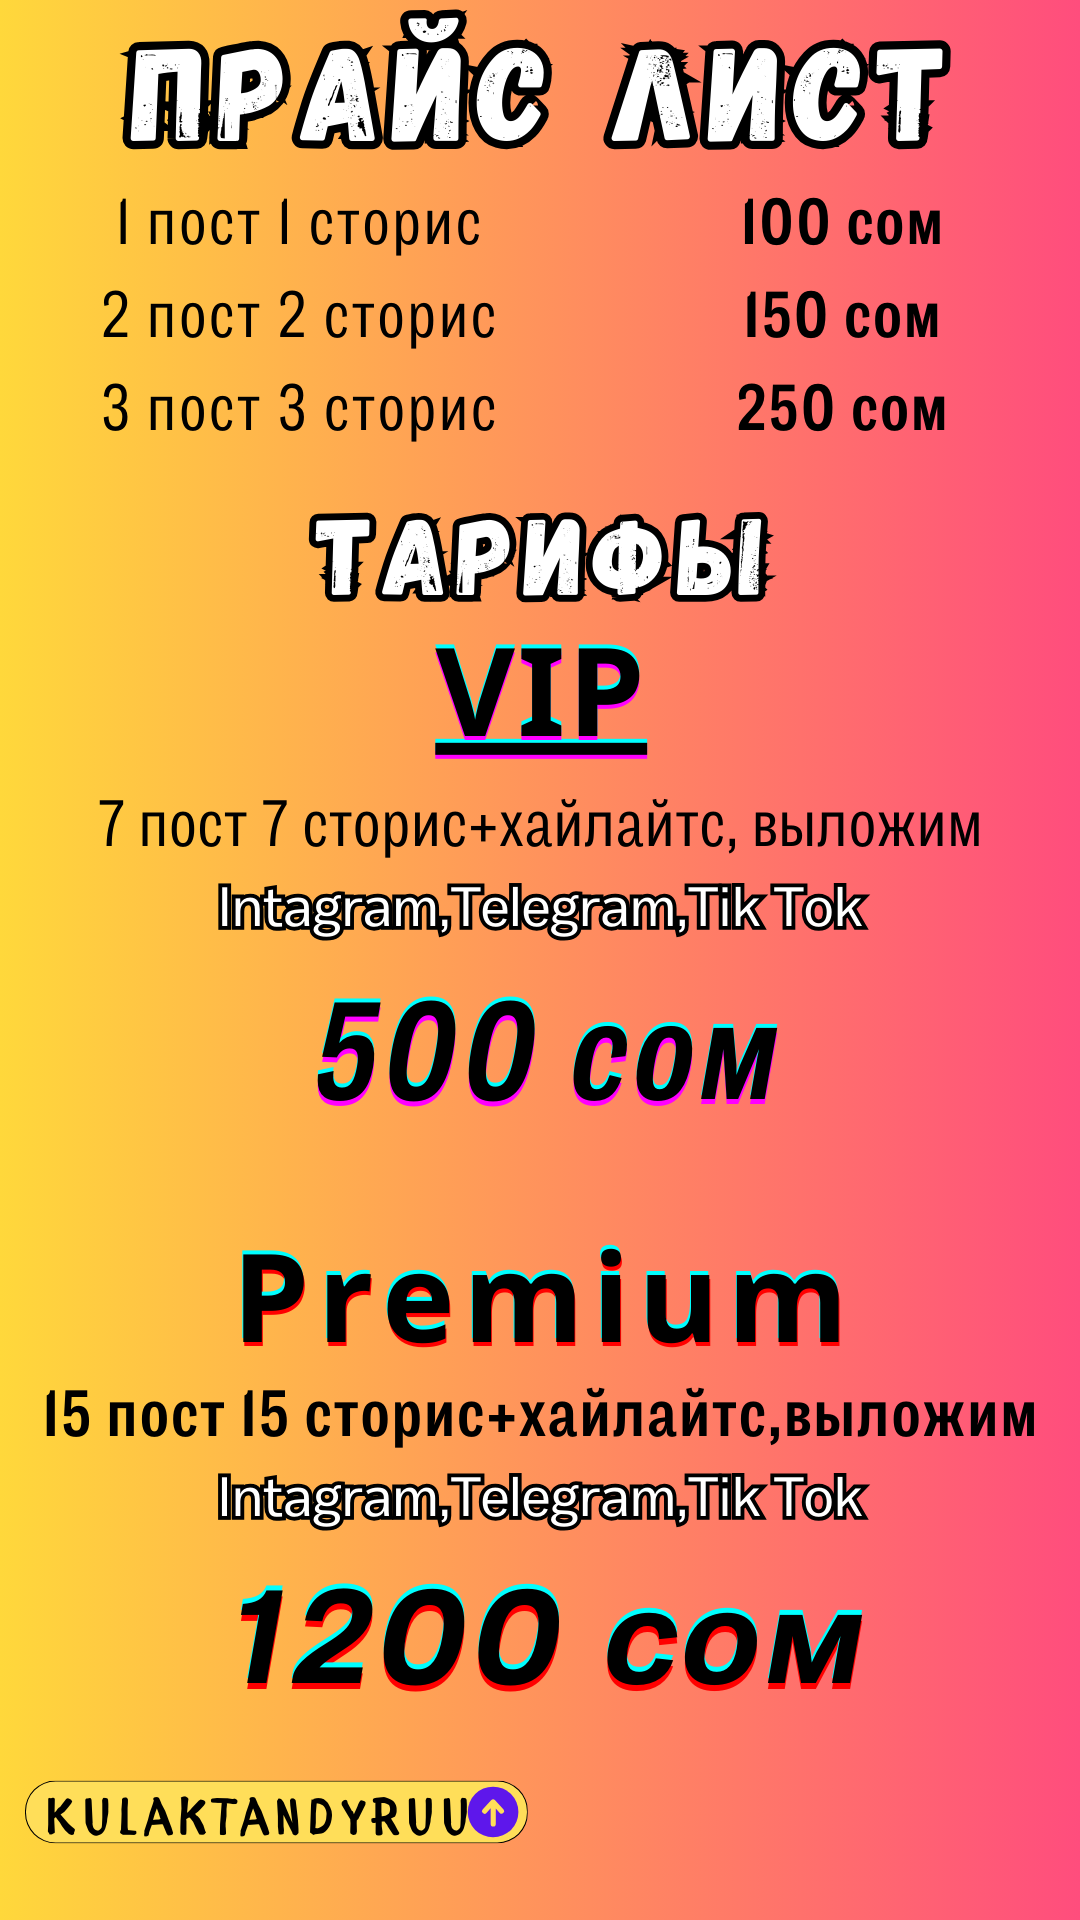 ПРАЙС ЛИСТ
1 пост 1 сторис 100 сом
2 пост 2 сторис 150 сом
3 пост 3 сторис 250 сом
ТАРИФЫ
VIP
7 пост 7 сторис+хайлайтс, выложим
Intagram,Telegram,Tik Tok
500 сом
Premium
15 пост 15 сторис+хайлайтс,выложим
Intagram,Telegram,Tik Tok
1200 сом
KULAKTANDYRUU